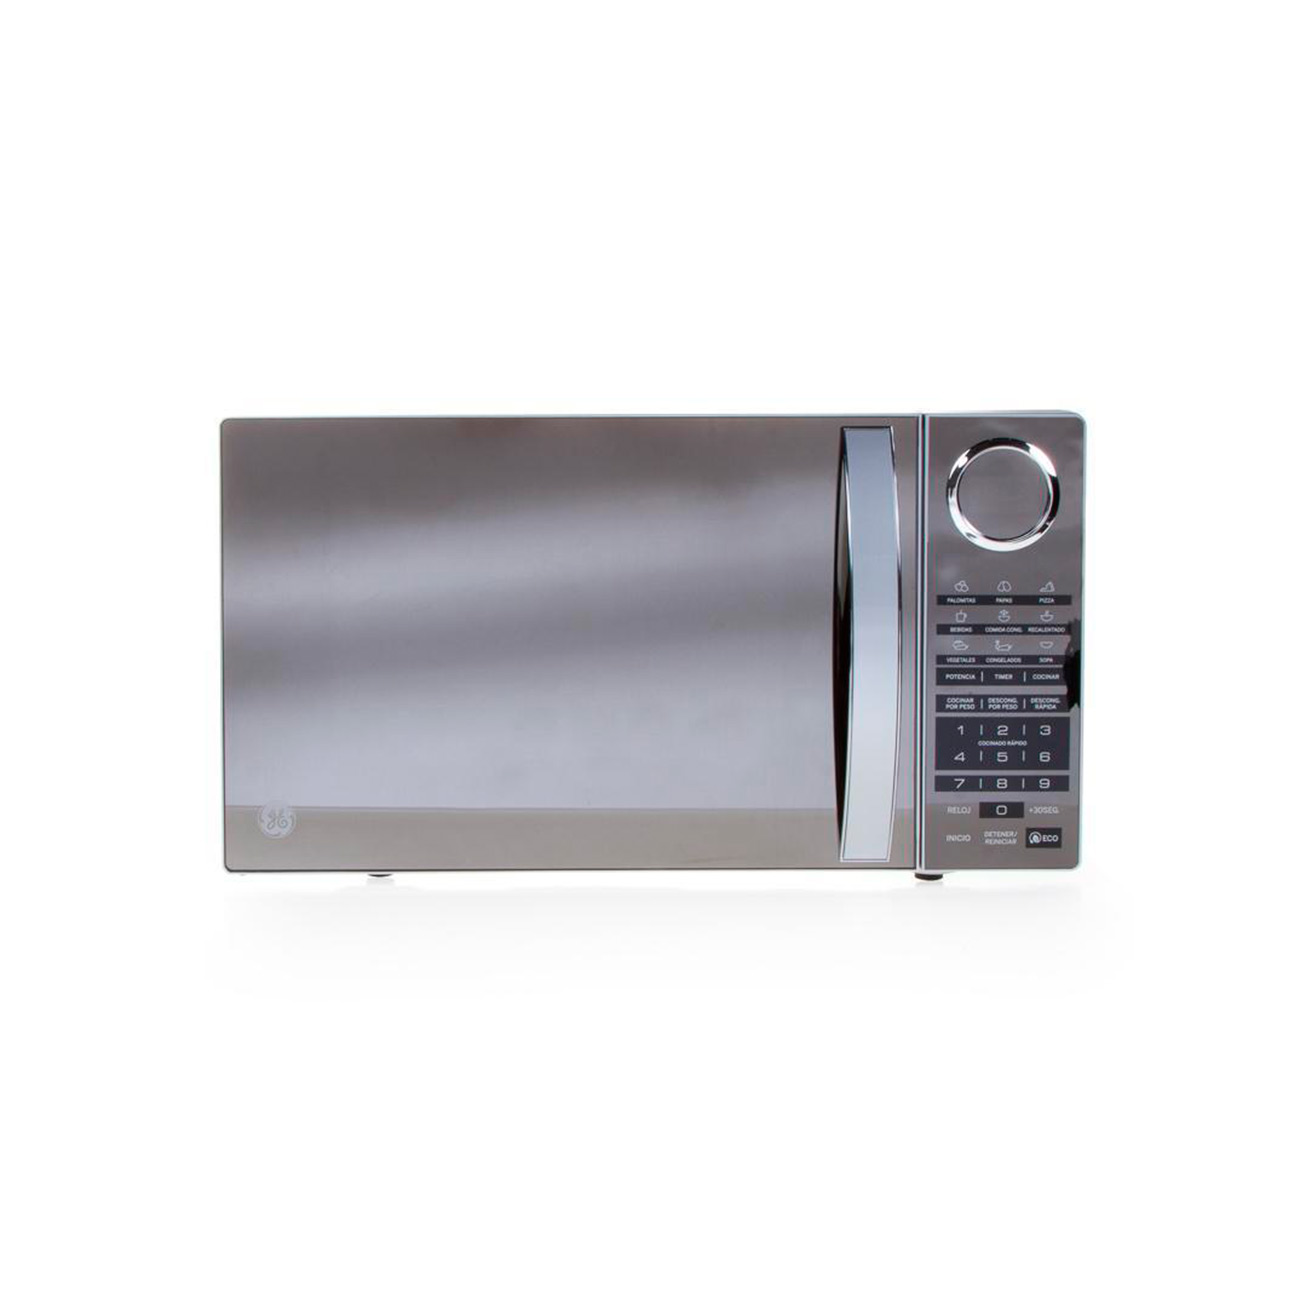 GE
PALOMITAS PAPAS PIZZA
BEBIDAS COMIDA CONG. RECALENTADO
VEGETALES CONGELADOS SOPA
POTENCIA | TIMER | COCINAR
COCINAR POR PESO | DESCONG. POR PESO | DESCONG. RÁPIDA
1 | 2 | 3
COCINADO RÁPIDO
4 | 5 | 6
7 | 8 | 9
RELOJ 0 +30SEG.
INICIO DETENER/ REINICIAR ECO